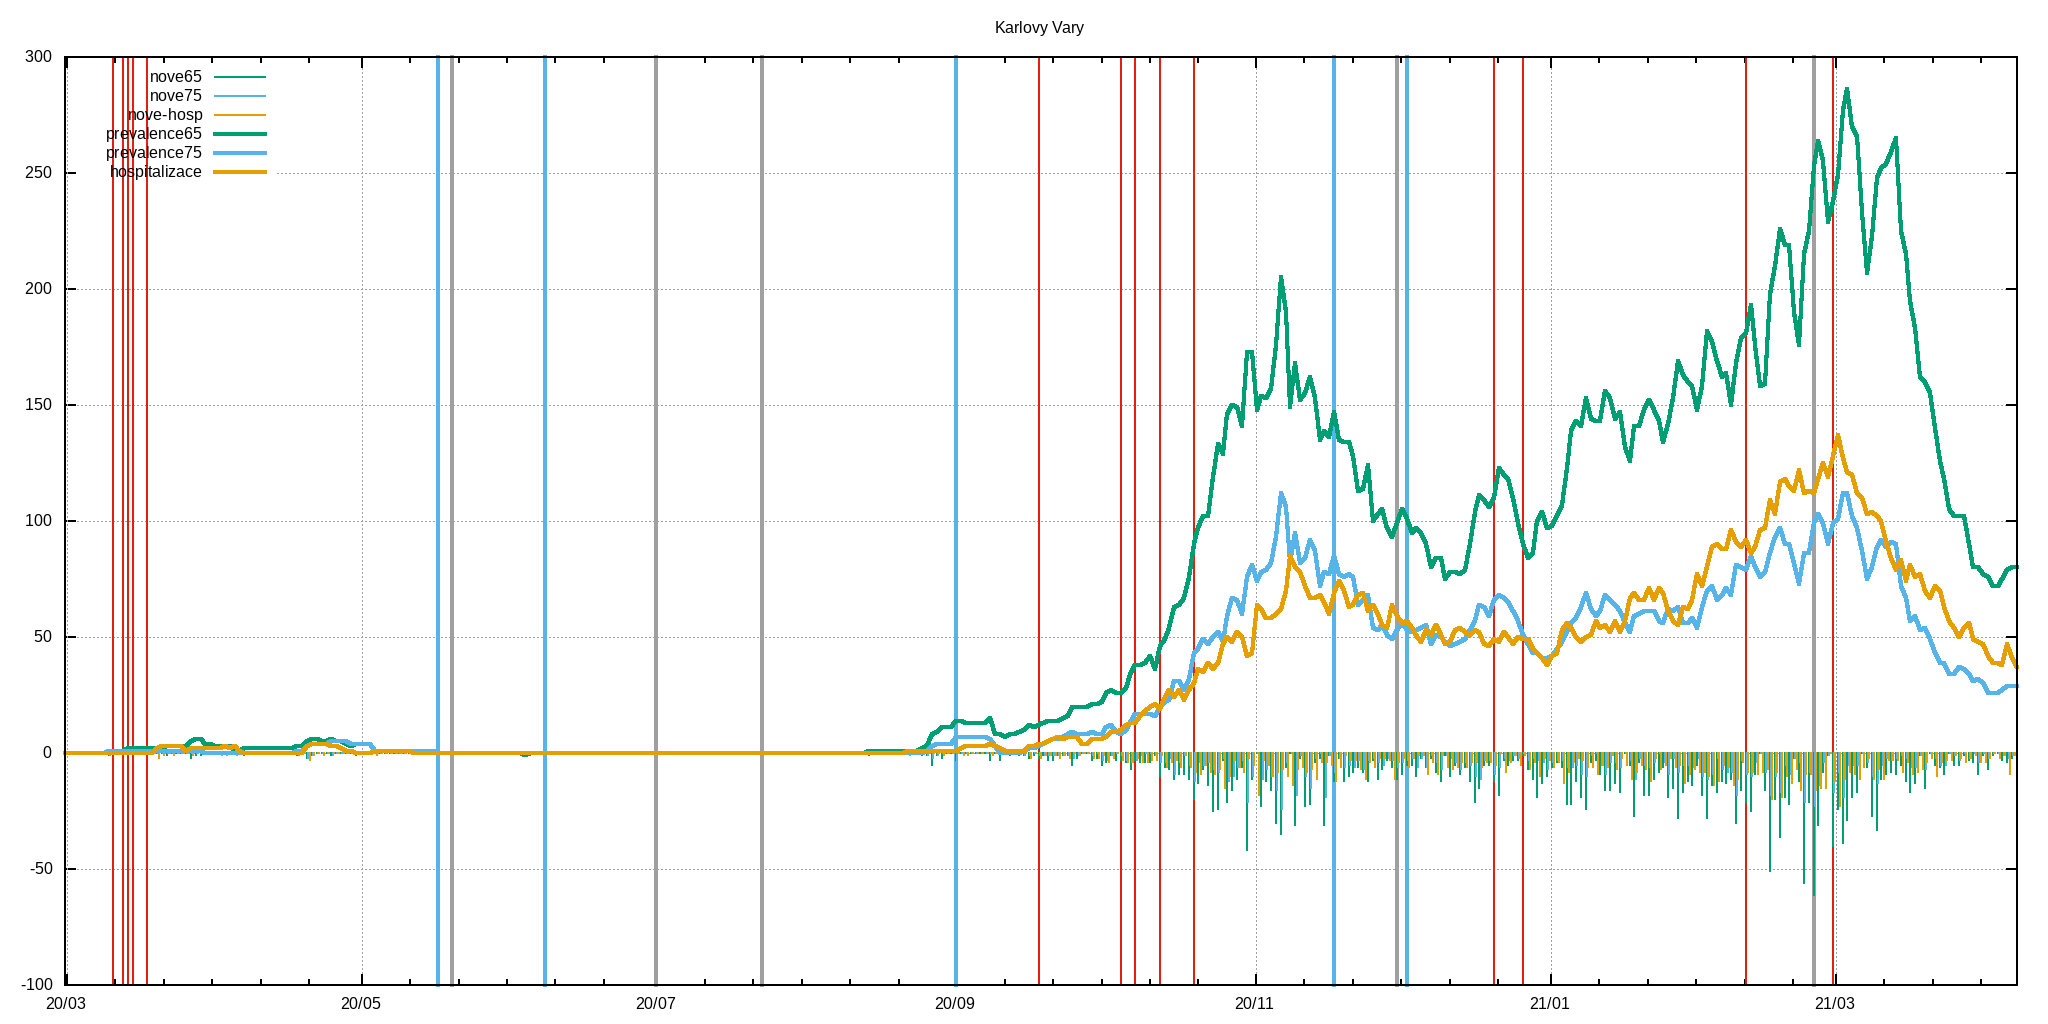 Karlovy Vary
300
250
200
150
100
50
0
-50
-100
nove65
nove75
nove-hosp
prevalence65
prevalence75
hospitalizace
20/03 20/05 20/07 20/09 20/11 21/01 21/03